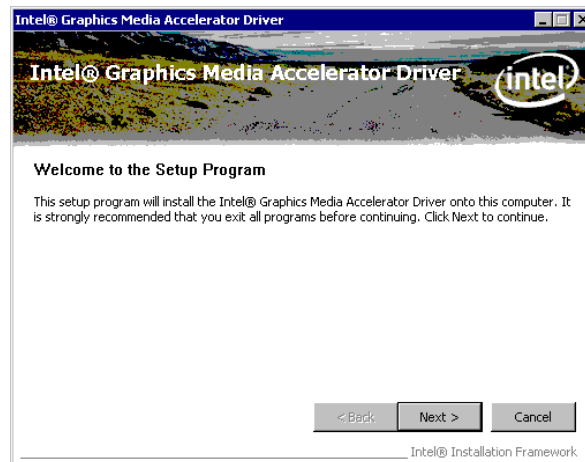 Intel® Graphics Media Accelerator Driver
Intel® Graphics Media Accelerator Driver
intel®
Welcome to the Setup Program
This setup program will install the Intel® Graphics Media Accelerator Driver onto this computer. It
is strongly recommended that you exit all programs before continuing. Click Next to continue.
< Back Next > Cancel
Intel® Installation Framework